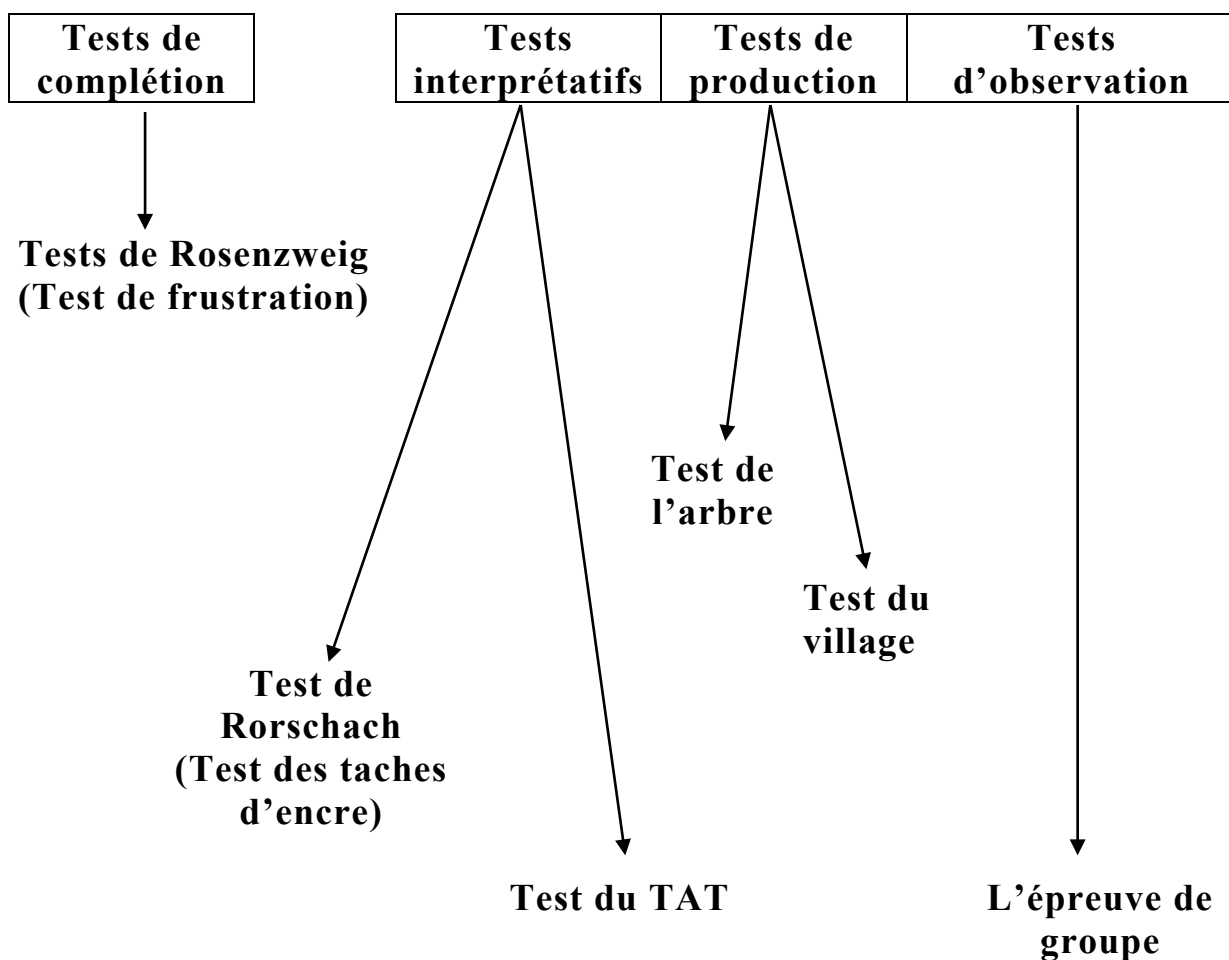 Tests de
complétion
Tests
interprétatifs
Tests de
production
Tests
d’observation
Tests de Rosenzweig
(Test de frustration)
Test de
l’arbre
Test du
village
Test de
Rorschach
(Test des taches
d’encre)
Test du TAT
L’épreuve de
groupe